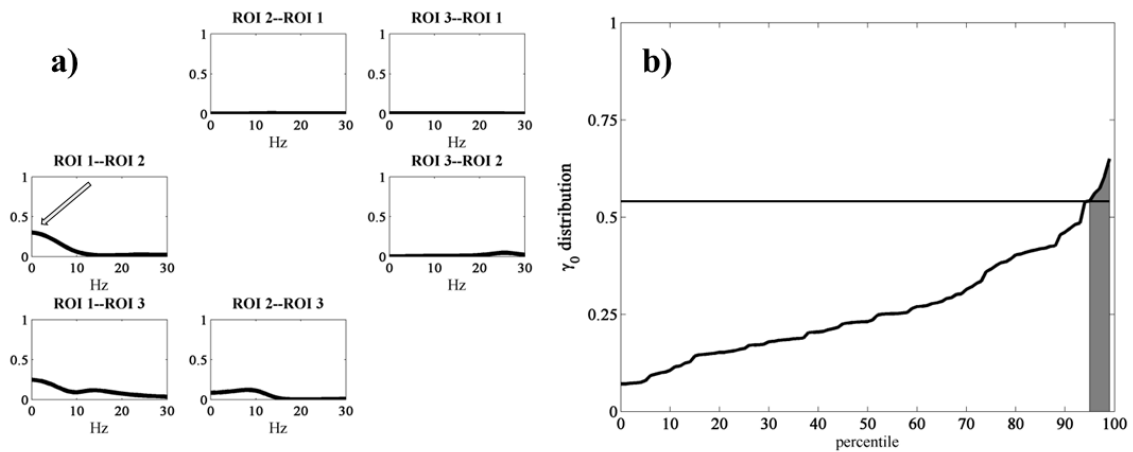 a)
ROI 2--ROI 1
1
0.5
0
0 10 20 30
Hz
ROI 3--ROI 1
1
0.5
0
0 10 20 30
Hz
ROI 1--ROI 2
1
0.5
0
0 10 20 30
Hz
ROI 3--ROI 2
1
0.5
0
0 10 20 30
Hz
ROI 1--ROI 3
1
0.5
0
0 10 20 30
Hz
ROI 2--ROI 3
1
0.5
0
0 10 20 30
Hz
b)
γ₀ distribution
1
0.75
0.5
0.25
0
0 10 20 30 40 50 60 70 80 90 100
percentile